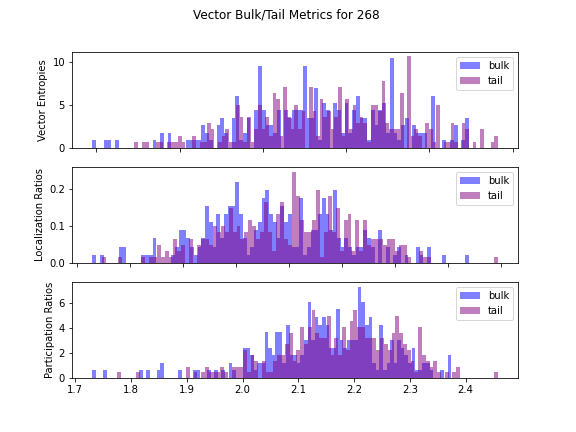 Vector Bulk/Tail Metrics for 268
10
5
0
Vector Entropies
bulk
tail
0.2
0.1
0.0
Localization Ratios
bulk
tail
6
4
2
0
Participation Ratios
bulk
tail
1.7 1.8 1.9 2.0 2.1 2.2 2.3 2.4